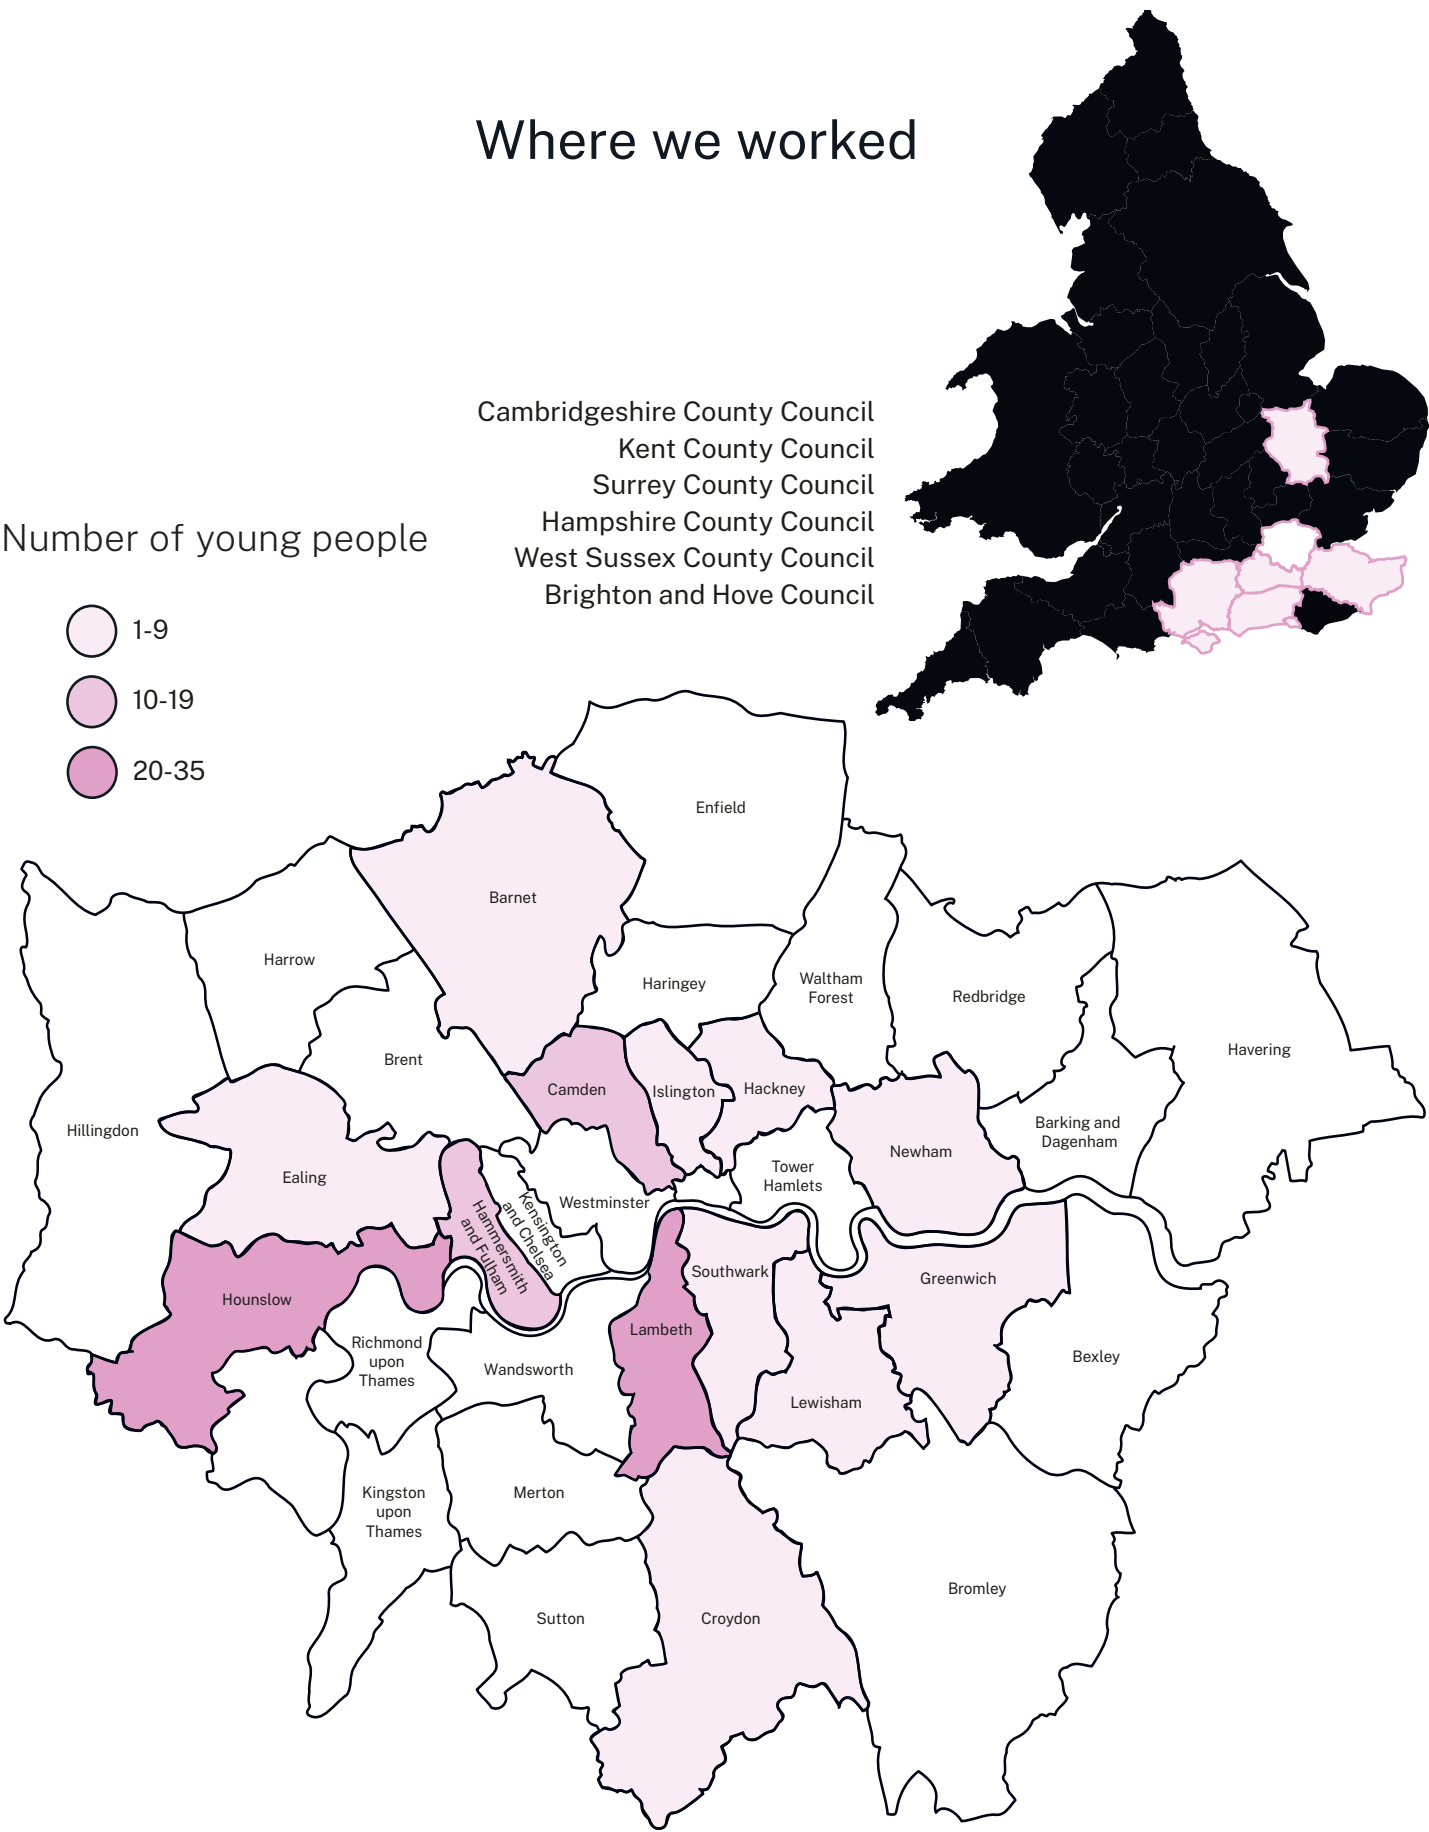 Where we worked
Cambridgeshire County Council
Kent County Council
Surrey County Council
Hampshire County Council
West Sussex County Council
Brighton and Hove Council
Number of young people
1-9
10-19
20-35
Enfield
Barnet
Harrow
Haringey
Waltham
Forest
Redbridge
Havering
Brent
Camden
Islington
Hackney
Hillingdon
Barking and
Dagenham
Newham
Ealing
Tower
Hamlets
Westminster
Kensington
and Chelsea
Hammersmith
and Fulham
Southwark
Greenwich
Hounslow
Lambeth
Richmond
upon
Thames
Wandsworth
Bexley
Lewisham
Kingston
upon
Thames
Merton
Bromley
Sutton
Croydon